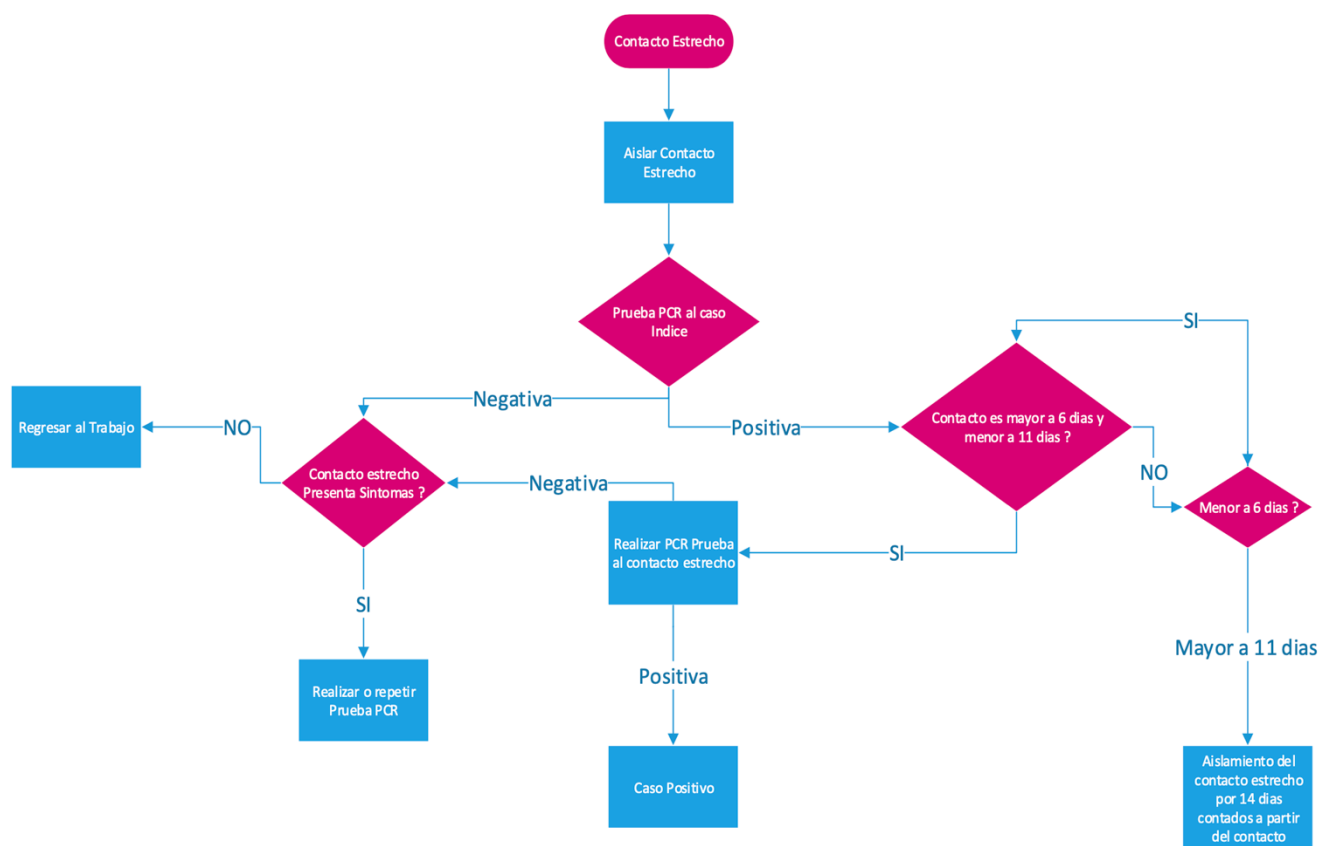 Contacto Estrecho
Aislar Contacto
Estrecho
Prueba PCR al caso
Indice
Negativa
Positiva
SI
Regresar al Trabajo
NO
Contacto estrecho
Presenta Sintomas ?
Contacto es mayor a 6 dias y
menor a 11 dias ?
NO
Menor a 6 dias ?
Negativa
Realizar PCR Prueba
al contacto estrecho
SI
SI
Realizar o repetir
Prueba PCR
Positiva
Caso Positivo
Mayor a 11 dias
Aislamiento del
contacto estrecho
por 14 dias
contados a partir
del contacto